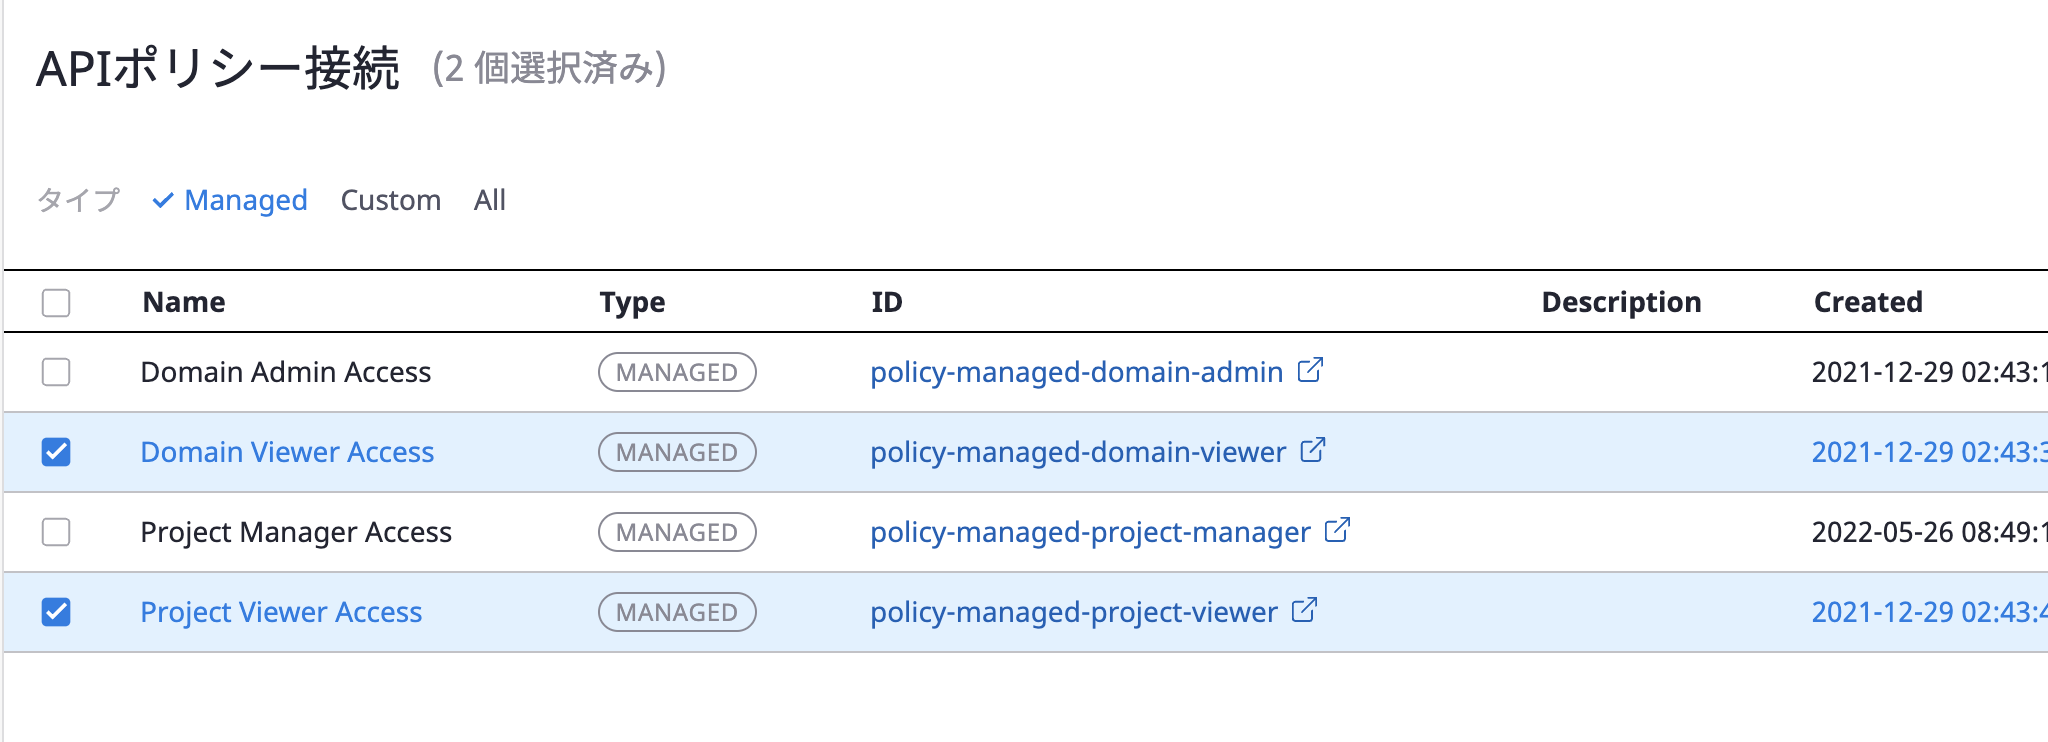 APIポリシー接続 (2 個選択済み)
タイプ Managed Custom All
Name Type ID Description Created
Domain Admin Access MANAGED policy-managed-domain-admin 2021-12-29 02:43:1
Domain Viewer Access MANAGED policy-managed-domain-viewer 2021-12-29 02:43:3
Project Manager Access MANAGED policy-managed-project-manager 2022-05-26 08:49:1
Project Viewer Access MANAGED policy-managed-project-viewer 2021-12-29 02:43:4